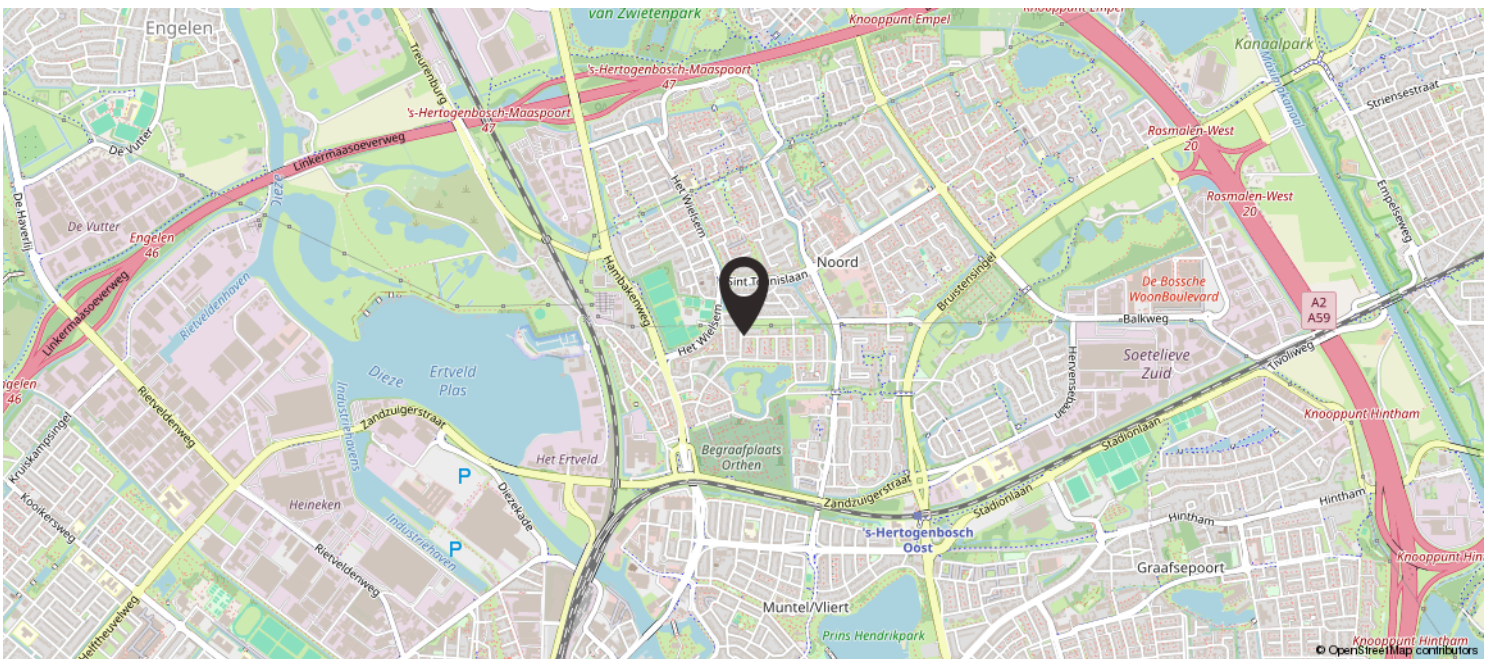 Engelen
van Zwietenpark
Knooppunt Empel
Knooppunt Empel
Kanaalpark
Treurenburg
's-Hertogenbosch-Maaspoort
47
's-Hertogenbosch-Maaspoort
47
Máximakanaal
Striensestraat
De Vutter
Linkermaasoeverweg
Rosmalen-West
20
Dieze
De Haverlij
De Vutter
Het Wielsem
Rosmalen-West
20
Empelseweg
Engelen
46
Noord
Hambakenweg
Sint Teunislaan
Bruistensingel
De Bossche
WoonBoulevard
Rietveldenhaven
Linkermaasoeverweg
A2
A59
Balkweg
Het Wielsem
Soetelieve
Zuid
Tivoliweg
Hervensebaan
Dieze
Ertveld
Plas
46
Rietveldenweg
Industriehavens
Zandzuigerstraat
Kruiskampsingel
Knooppunt Hintham
Stadionlaan
Begraafplaats
Orthen
Het Ertveld
P
Diezekade
Heineken
Zandzuigerstraat
Stadionlaan
Hintham
Hintham
Kooikersweg
Industriehaven
's-Hertogenbosch
Oost
P
Rietveldenweg
Graafsepoort
Helftheuvelweg
Muntel/Vliert
Prins Hendrikpark
Knooppunt Hintham
© OpenStreetMap contributors